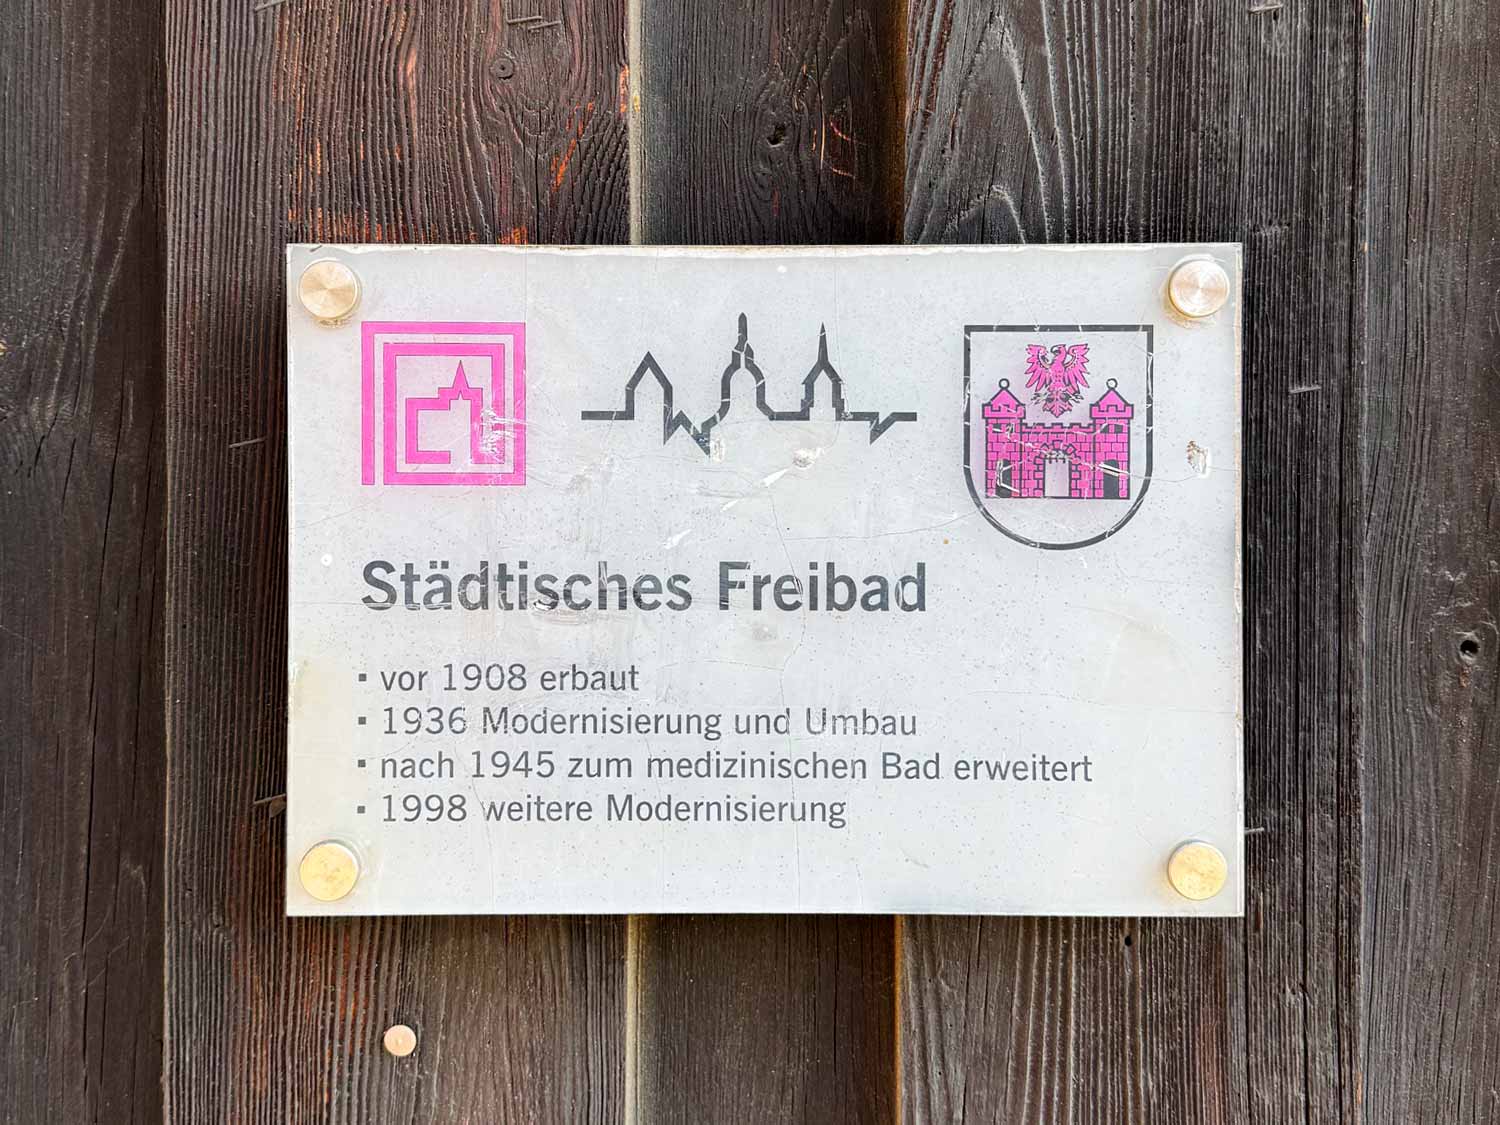 Städtisches Freibad
▪ vor 1908 erbaut
▪ 1936 Modernisierung und Umbau
▪ nach 1945 zum medizinischen Bad erweitert
▪ 1998 weitere Modernisierung